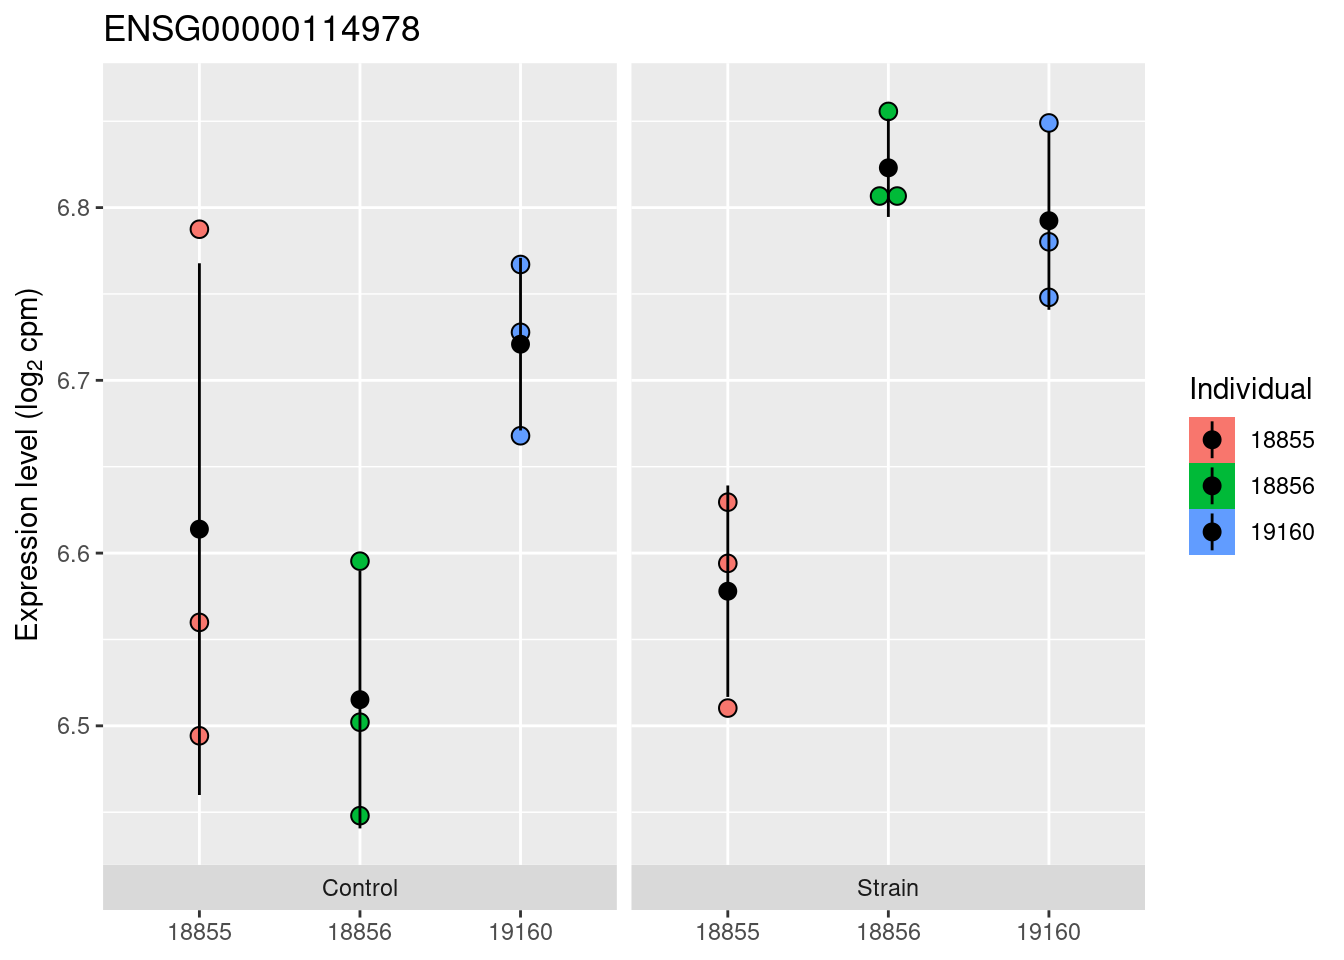 ENSG00000114978
Expression level (log₂ cpm)
6.8
6.7
6.6
6.5
Control
Strain
18855 18856 19160
18855 18856 19160
Individual
18855
18856
19160